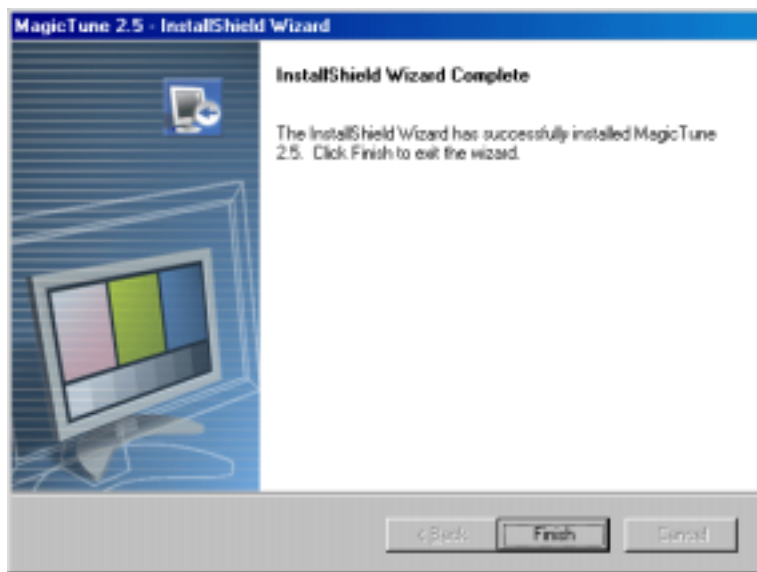 MagicTune 2.5 - InstallShield Wizard
InstallShield Wizard Complete
The InstallShield Wizard has successfully installed MagicTune
2.5. Click Finish to exit the wizard.
< Back
Finish
Cancel